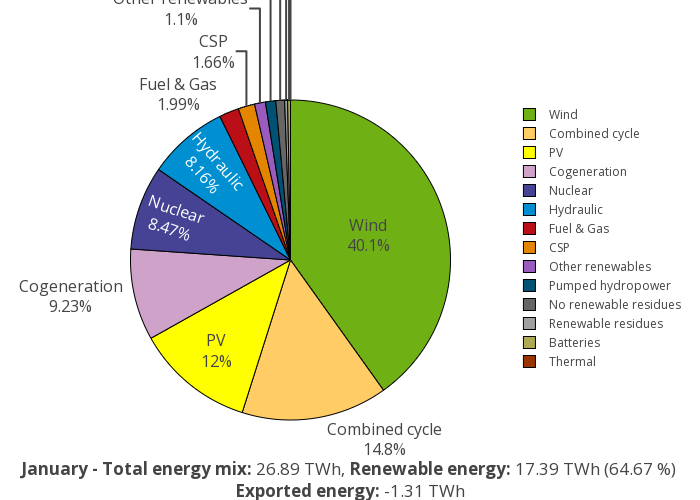 Other renewables
1.1%
CSP
1.66%
Fuel & Gas
1.99%
Hydraulic
8.16%
Nuclear
8.47%
Cogeneration
9.23%
PV
12%
Combined cycle
14.8%
Wind
40.1%
Wind
Combined cycle
PV
Cogeneration
Nuclear
Hydraulic
Fuel & Gas
CSP
Other renewables
Pumped hydropower
No renewable residues
Renewable residues
Batteries
Thermal
January - Total energy mix: 26.89 TWh, Renewable energy: 17.39 TWh (64.67 %)
Exported energy: -1.31 TWh